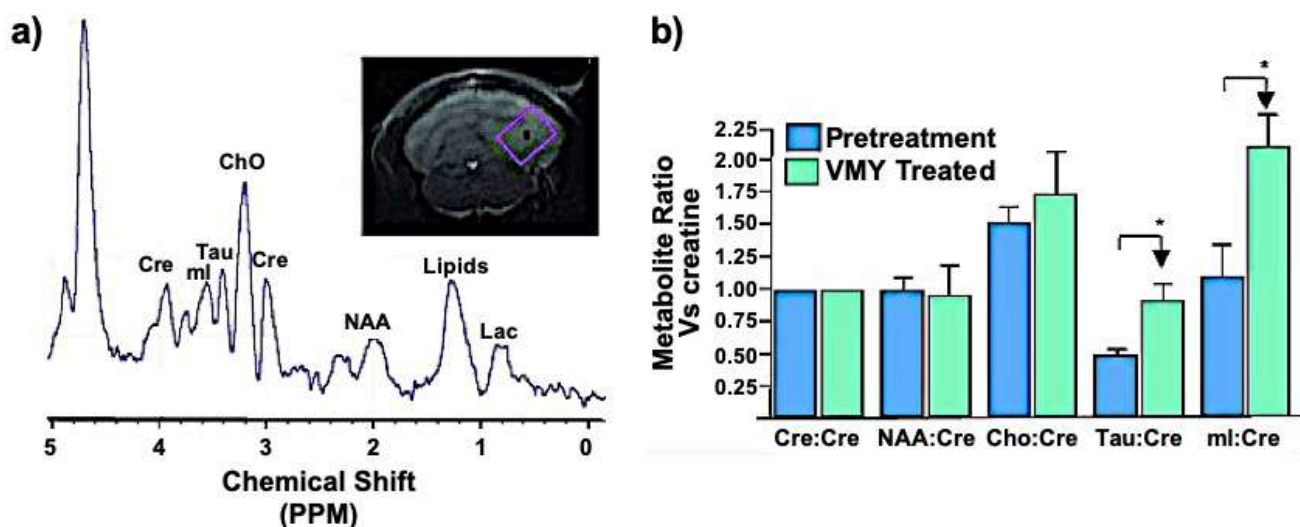 a)
ChO
Cre
mI
Tau
Cre
NAA
Lipids
Lac
5 4 3 2 1 0
Chemical Shift
(PPM)
b)
Metabolite Ratio
Vs creatine
2.25
2.00
1.75
1.50
1.25
1.00
0.75
0.50
0.25
Pretreatment
VMY Treated
*
*
Cre:Cre NAA:Cre Cho:Cre Tau:Cre mI:Cre